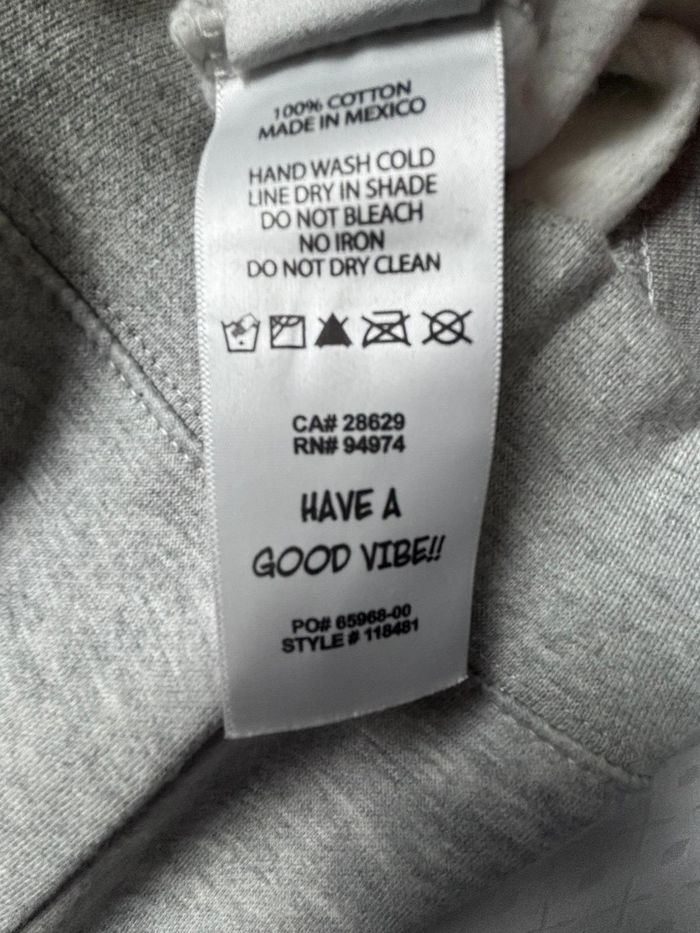 100% COTTON
MADE IN MEXICO
HAND WASH COLD
LINE DRY IN SHADE
DO NOT BLEACH
NO IRON
DO NOT DRY CLEAN
CA# 28629
RN# 94974
HAVE A
GOOD VIBE!!
PO# 65968-00
STYLE # 118481